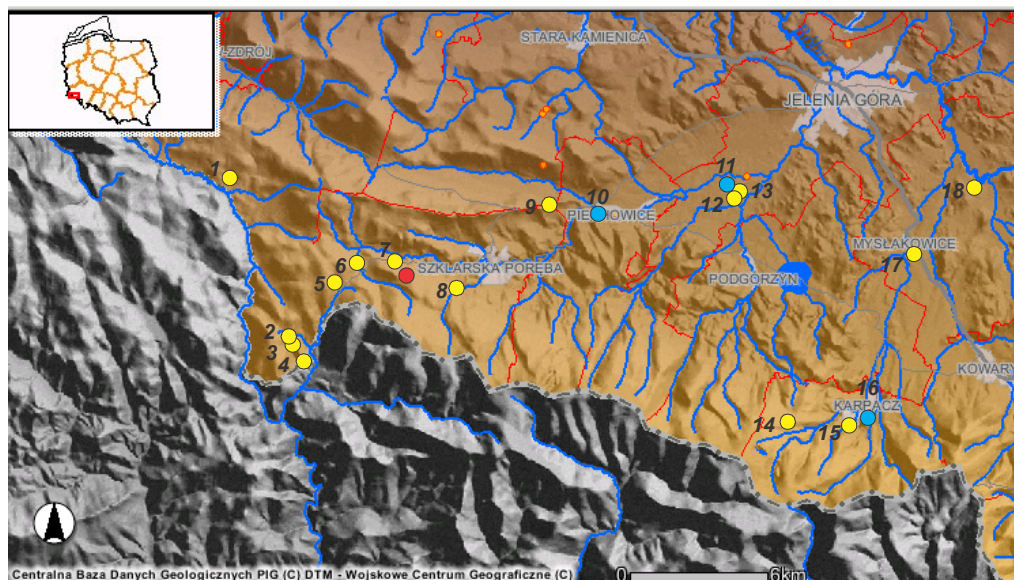 STARA KAMIENICA
-ZDRÓJ
JELENIA GÓRA
1
11
10
13
18
9
PIECHOWICE
12
MYSŁAKOWICE
7
6
SZKLARSKA PORĘBA
17
5
8
PODGÓRZYN
2
3
4
KOWARY
16
KARPACZ
14
15
Centralna Baza Danych Geologicznych PIG (C) DTM - Wojskowe Centrum Geograficzne (C)
0 6km